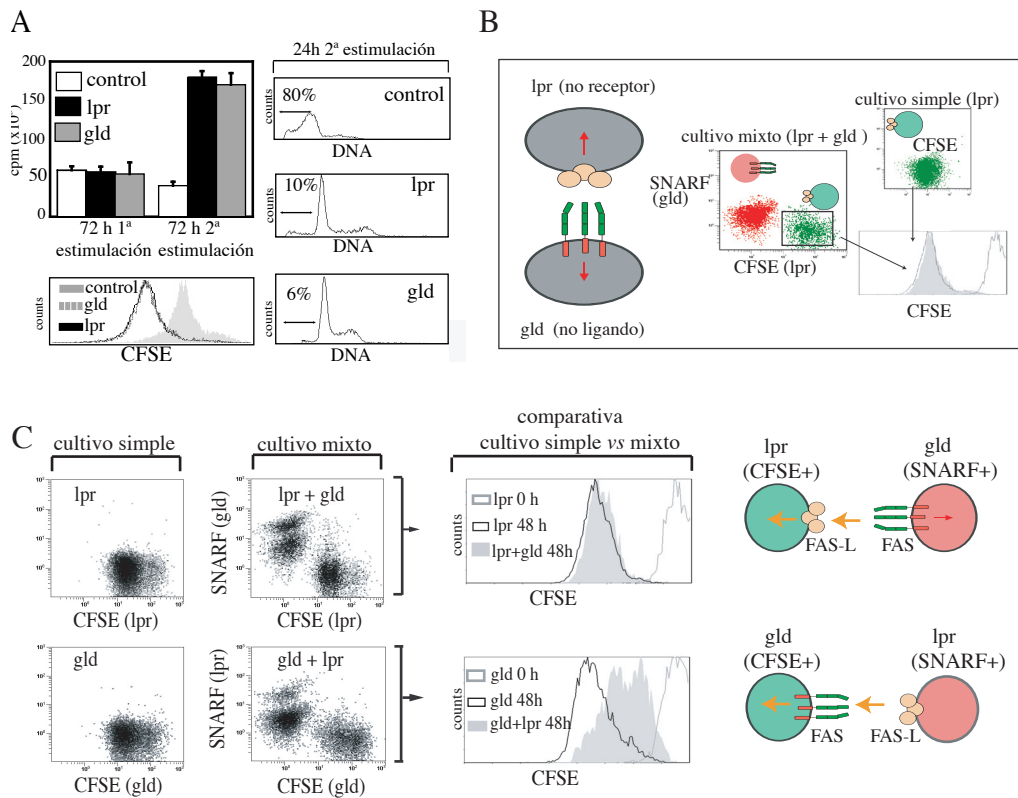 A
200
150
100
50
0
cpm (x10³)
control
lpr
gld
72 h 1ª
estimulación
72 h 2ª
estimulación
counts
control
gld
lpr
CFSE
24h 2ª estimulación
80%
control
counts
DNA
10%
lpr
counts
DNA
6%
gld
counts
DNA
B
lpr (no receptor)
gld (no ligando)
cultivo mixto (lpr + gld )
SNARF
(gld)
CFSE (lpr)
cultivo simple (lpr)
CFSE
CFSE
C
cultivo simple
lpr
CFSE (lpr)
gld
CFSE (gld)
cultivo mixto
lpr + gld
SNARF (gld)
CFSE (lpr)
gld + lpr
SNARF (lpr)
CFSE (gld)
comparativa
cultivo simple vs mixto
lpr 0 h
lpr 48 h
lpr+gld 48h
counts
CFSE
gld 0 h
gld 48h
gld+lpr 48h
counts
CFSE
lpr
(CFSE+)
gld
(SNARF+)
FAS-L
FAS
gld
(CFSE+)
lpr
(SNARF+)
FAS
FAS-L